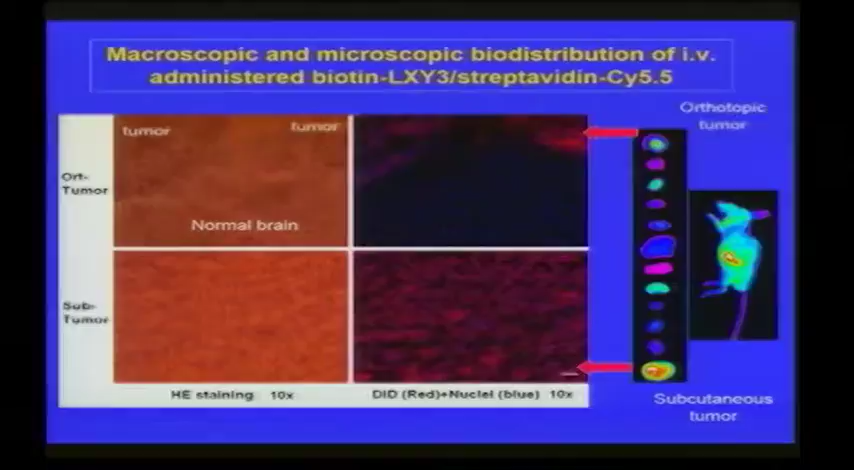 Macroscopic and microscopic biodistribution of i.v.
administered biotin-LXY3/streptavidin-Cy5.5
Orthotopic
tumor
tumor
tumor
Ort-
Tumor
Normal brain
Sub-
Tumor
HE staining 10x
DID (Red)+Nuclei (blue) 10x
Subcutaneous
tumor